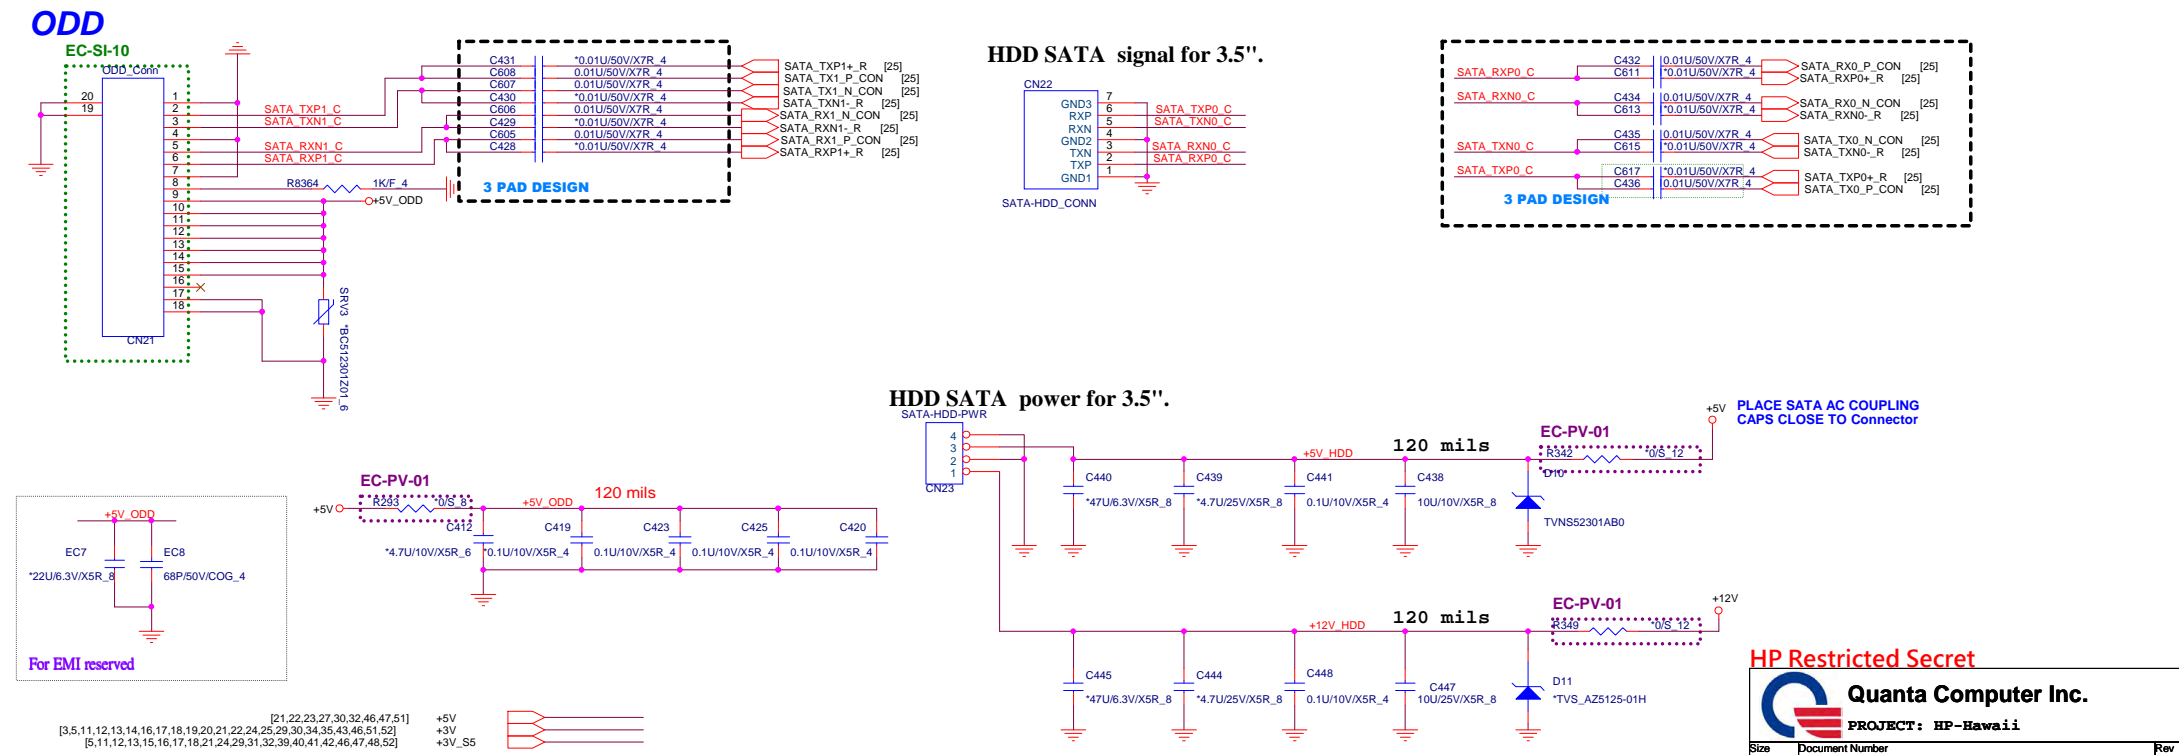 ODD
EC-SI-10
ODD_Conn
20
19
1
2
3
4
5
6
7
8
9
10
11
12
13
14
15
16
17
18
CN21
SATA_TXP1_C
SATA_TXN1_C
SATA_RXN1_C
SATA_RXP1_C
R8364 1K/F_4
+5V_ODD
SRV3 *BC512301Z01_6
C431 *0.01U/50V/X7R_4 SATA_TXP1+_R [25]
C608 0.01U/50V/X7R_4 SATA_TX1_P_CON [25]
C607 0.01U/50V/X7R_4 SATA_TX1_N_CON [25]
C430 *0.01U/50V/X7R_4 SATA_TXN1-_R [25]
C606 0.01U/50V/X7R_4 SATA_RX1_N_CON [25]
C429 *0.01U/50V/X7R_4 SATA_RXN1-_R [25]
C605 0.01U/50V/X7R_4 SATA_RX1_P_CON [25]
C428 *0.01U/50V/X7R_4 SATA_RXP1+_R [25]
3 PAD DESIGN
HDD SATA signal for 3.5".
CN22
GND3 7
RXP 6 SATA_TXP0_C
RXN 5 SATA_TXN0_C
GND2 4
TXN 3 SATA_RXN0_C
TXP 2 SATA_RXP0_C
GND1 1
SATA-HDD_CONN
SATA_RXP0_C
SATA_RXN0_C
SATA_TXN0_C
SATA_TXP0_C
C432 0.01U/50V/X7R_4 SATA_RX0_P_CON [25]
C611 *0.01U/50V/X7R_4 SATA_RXP0+_R [25]
C434 0.01U/50V/X7R_4 SATA_RX0_N_CON [25]
C613 *0.01U/50V/X7R_4 SATA_RXN0-_R [25]
C435 0.01U/50V/X7R_4 SATA_TX0_N_CON [25]
C615 *0.01U/50V/X7R_4 SATA_TXN0-_R [25]
C617 *0.01U/50V/X7R_4 SATA_TXP0+_R [25]
C436 0.01U/50V/X7R_4 SATA_TX0_P_CON [25]
3 PAD DESIGN
HDD SATA power for 3.5".
SATA-HDD-PWR
4
3
2
1
CN23
+5V_HDD
120 mils
EC-PV-01
R342 *0/S_12
D10
+5V
PLACE SATA AC COUPLING
CAPS CLOSE TO Connector
C440
*47U/6.3V/X5R_8
C439
*4.7U/25V/X5R_8
C441
0.1U/10V/X5R_4
C438
10U/10V/X5R_8
TVNS52301AB0
EC-PV-01
+5V
R293 *0/S_8
+5V_ODD
120 mils
C412
*4.7U/10V/X5R_6
C419
*0.1U/10V/X5R_4
C423
0.1U/10V/X5R_4
C425
0.1U/10V/X5R_4
C420
0.1U/10V/X5R_4
+5V_ODD
EC7
*22U/6.3V/X5R_8
EC8
68P/50V/COG_4
For EMI reserved
+12V_HDD
120 mils
EC-PV-01
R349 *0/S_12
+12V
C445
*47U/6.3V/X5R_8
C444
*4.7U/25V/X5R_8
C448
0.1U/10V/X5R_4
C447
10U/25V/X5R_8
D11
*TVS_AZ5125-01H
[21,22,23,27,30,32,46,47,51] +5V
[3,5,11,12,13,14,16,17,18,19,20,21,22,24,25,29,30,34,35,43,46,51,52] +3V
[5,11,12,13,15,16,17,18,21,24,29,31,32,39,40,41,42,46,47,48,52] +3V_S5
HP Restricted Secret
Quanta Computer Inc.
PROJECT: HP-Hawaii
Size Document Number Rev